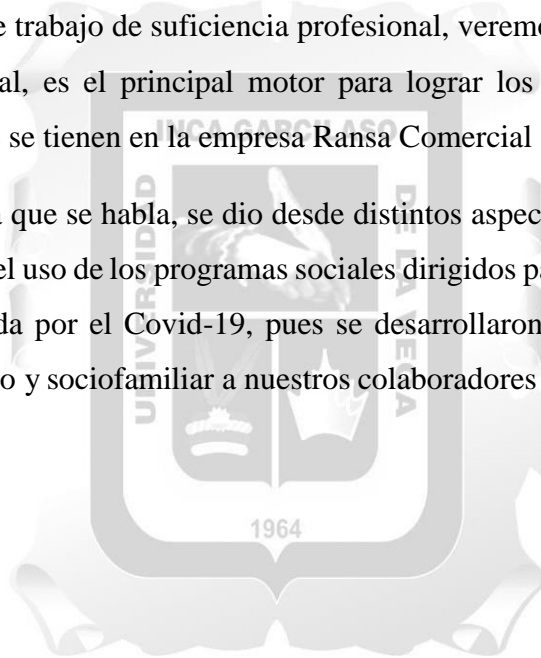 e trabajo de suficiencia profesional, veremo
al, es el principal motor para lograr los
se tienen en la empresa Ransa Comercial
INCA GARCILASO
a que se habla, se dio desde distintos aspec
el uso de los programas sociales dirigidos pa
da por el Covid-19, pues se desarrollaron
o y sociofamiliar a nuestros colaboradores
UNIVERSIDAD
DE LA VEGA
1964